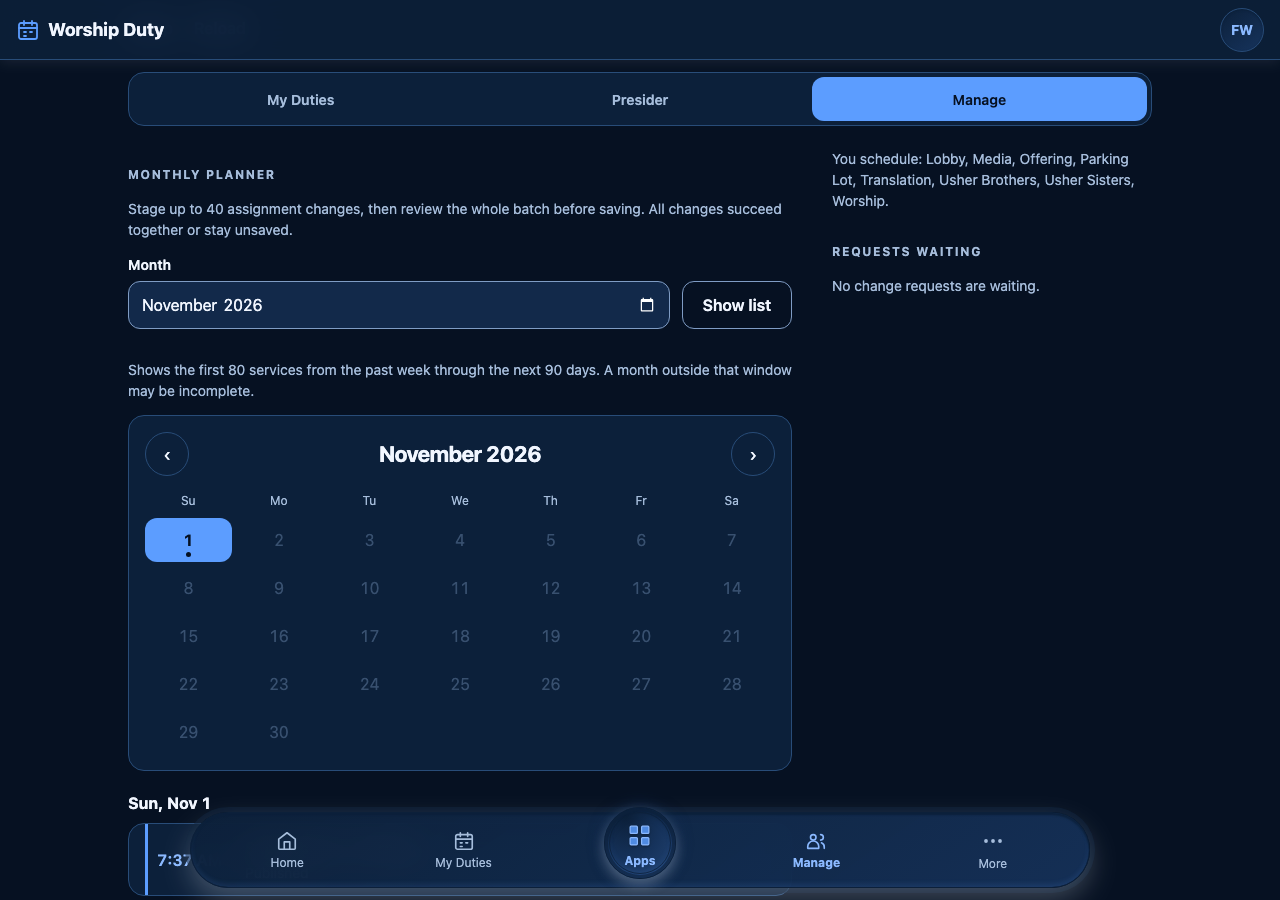 Worship Duty
FW
My Duties
Presider
Manage
MONTHLY PLANNER
Stage up to 40 assignment changes, then review the whole batch before saving. All changes succeed
together or stay unsaved.
Month
November 2026
Show list
Shows the first 80 services from the past week through the next 90 days. A month outside that window
may be incomplete.
‹
November 2026
›
Su Mo Tu We Th Fr Sa
1 2 3 4 5 6 7
8 9 10 11 12 13 14
15 16 17 18 19 20 21
22 23 24 25 26 27 28
29 30
Sun, Nov 1
7:37
You schedule: Lobby, Media, Offering, Parking
Lot, Translation, Usher Brothers, Usher Sisters,
Worship.
REQUESTS WAITING
No change requests are waiting.
Home
My Duties
Apps
Manage
More